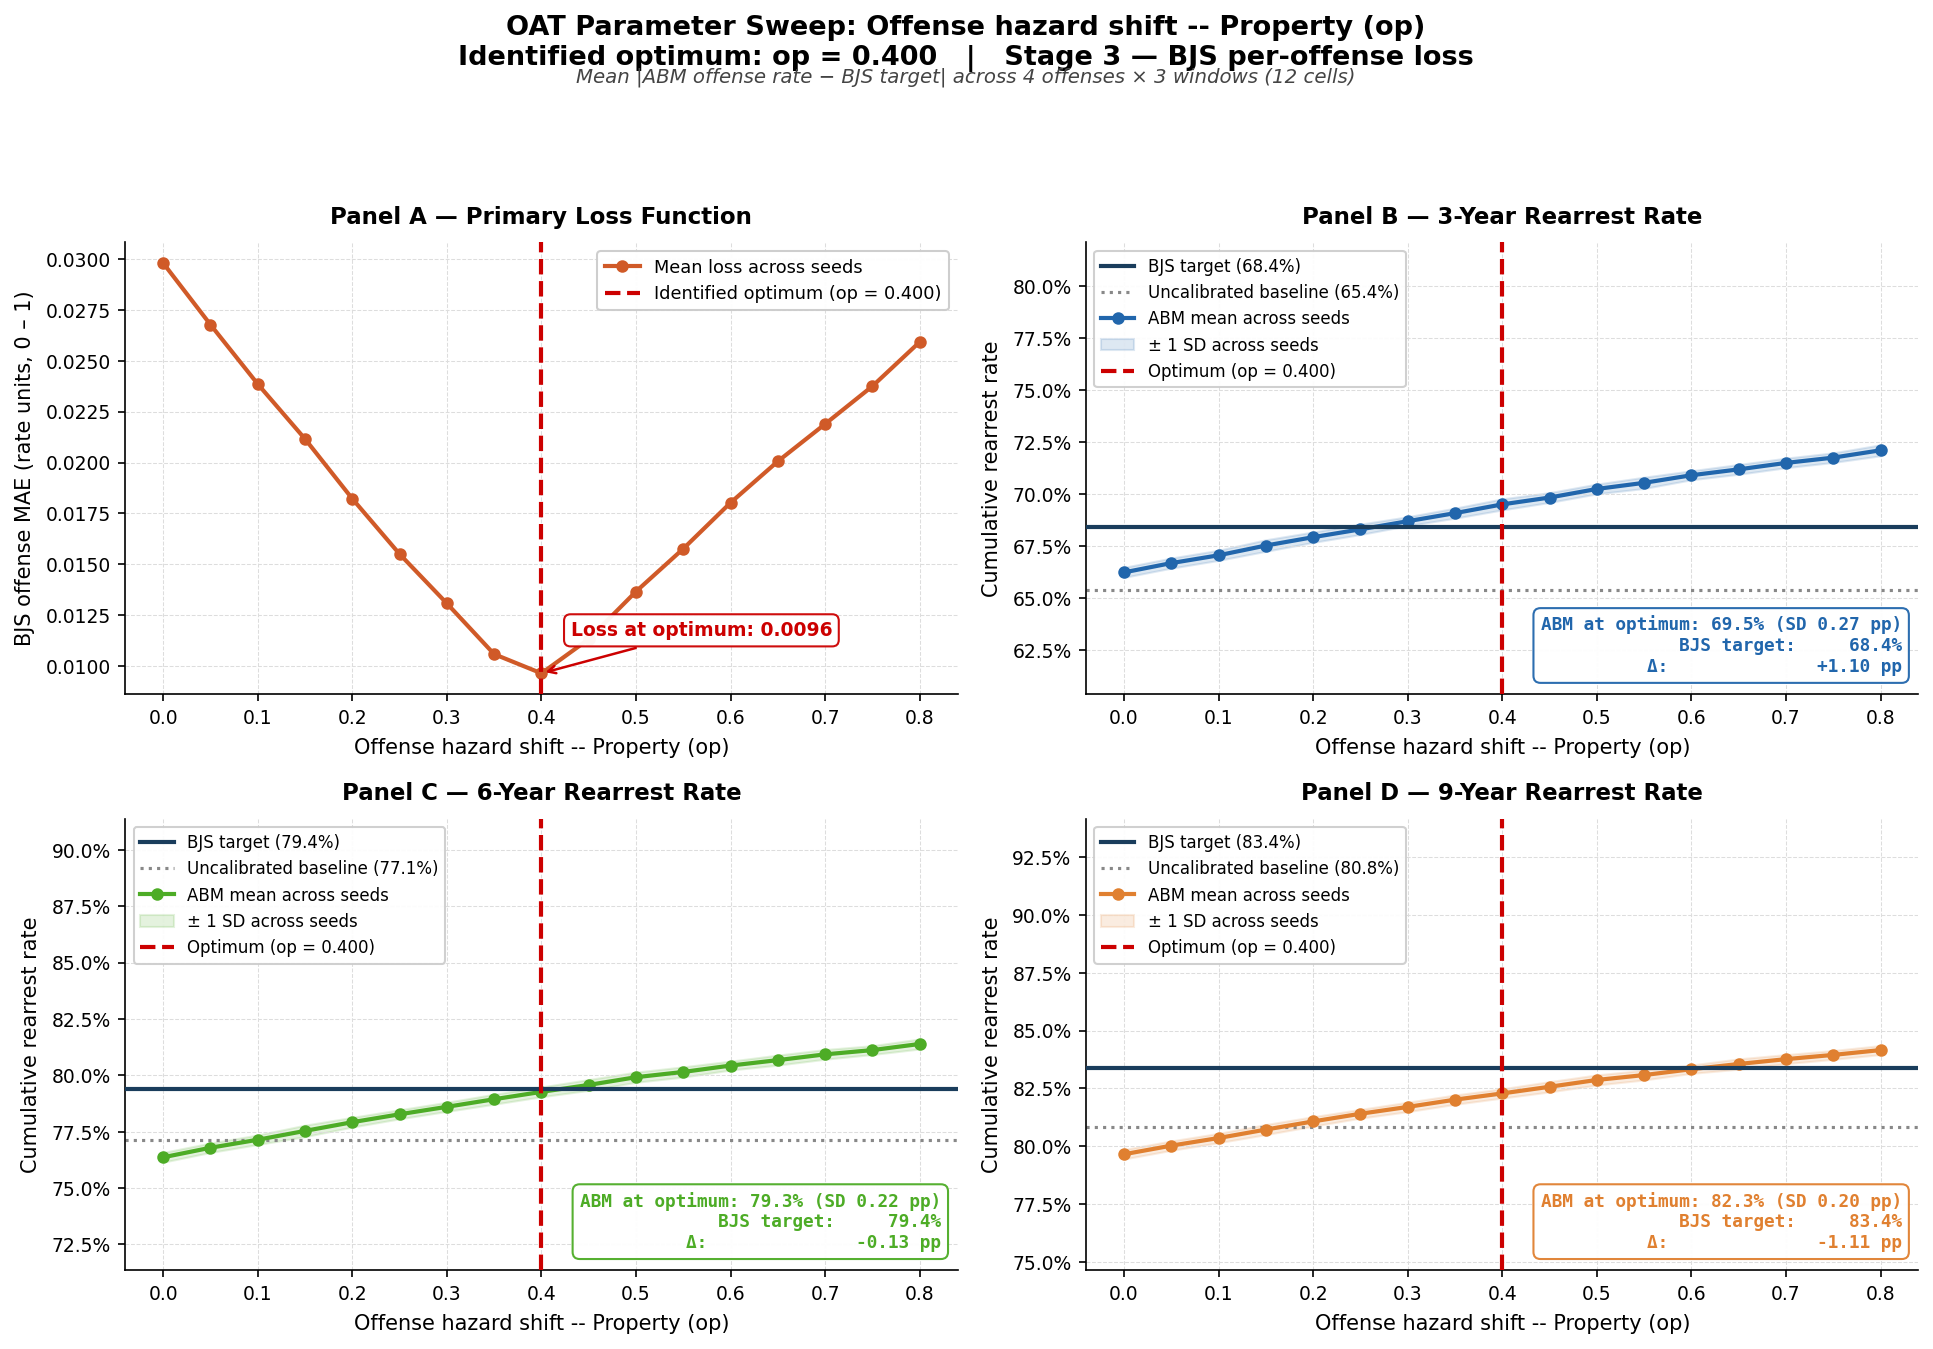 OAT Parameter Sweep: Offense hazard shift -- Property (op)
Identified optimum: op = 0.400   |   Stage 3 — BJS per-offense loss
Mean |ABM offense rate − BJS target| across 4 offenses × 3 windows (12 cells)
Panel A — Primary Loss Function
BJS offense MAE (rate units, 0 – 1)
0.0300
0.0275
0.0250
0.0225
0.0200
0.0175
0.0150
0.0125
0.0100
Mean loss across seeds
Identified optimum (op = 0.400)
Loss at optimum: 0.0096
0.0 0.1 0.2 0.3 0.4 0.5 0.6 0.7 0.8
Offense hazard shift -- Property (op)
Panel B — 3-Year Rearrest Rate
Cumulative rearrest rate
80.0%
77.5%
75.0%
72.5%
70.0%
67.5%
65.0%
62.5%
BJS target (68.4%)
Uncalibrated baseline (65.4%)
ABM mean across seeds
± 1 SD across seeds
Optimum (op = 0.400)
ABM at optimum: 69.5% (SD 0.27 pp)
BJS target: 68.4%
Δ: +1.10 pp
0.0 0.1 0.2 0.3 0.4 0.5 0.6 0.7 0.8
Offense hazard shift -- Property (op)
Panel C — 6-Year Rearrest Rate
Cumulative rearrest rate
90.0%
87.5%
85.0%
82.5%
80.0%
77.5%
75.0%
72.5%
BJS target (79.4%)
Uncalibrated baseline (77.1%)
ABM mean across seeds
± 1 SD across seeds
Optimum (op = 0.400)
ABM at optimum: 79.3% (SD 0.22 pp)
BJS target: 79.4%
Δ: -0.13 pp
0.0 0.1 0.2 0.3 0.4 0.5 0.6 0.7 0.8
Offense hazard shift -- Property (op)
Panel D — 9-Year Rearrest Rate
Cumulative rearrest rate
92.5%
90.0%
87.5%
85.0%
82.5%
80.0%
77.5%
75.0%
BJS target (83.4%)
Uncalibrated baseline (80.8%)
ABM mean across seeds
± 1 SD across seeds
Optimum (op = 0.400)
ABM at optimum: 82.3% (SD 0.20 pp)
BJS target: 83.4%
Δ: -1.11 pp
0.0 0.1 0.2 0.3 0.4 0.5 0.6 0.7 0.8
Offense hazard shift -- Property (op)